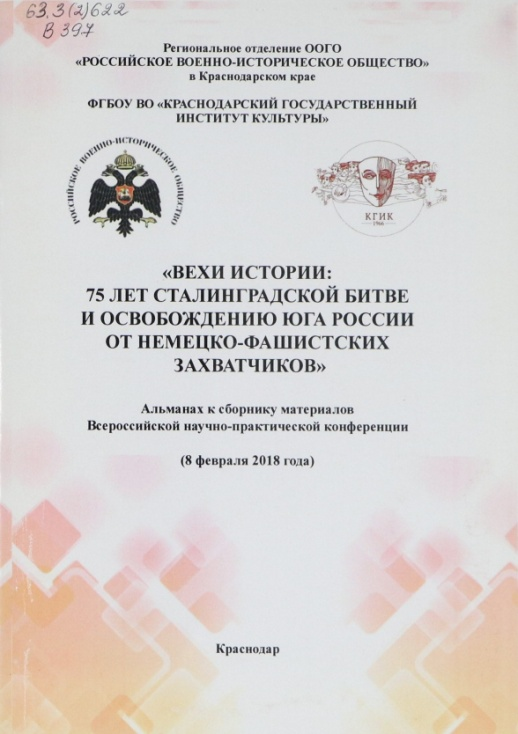 63.3(2)622
В 397
Региональное отделение ООГО
«РОССИЙСКОЕ ВОЕННО-ИСТОРИЧЕСКОЕ ОБЩЕСТВО»
в Краснодарском крае
ФГБОУ ВО «КРАСНОДАРСКИЙ ГОСУДАРСТВЕННЫЙ
ИНСТИТУТ КУЛЬТУРЫ»
РОССИЙСКОЕ ВОЕННО-ИСТОРИЧЕСКОЕ ОБЩЕСТВО
КГИК
1966
«ВЕХИ ИСТОРИИ:
75 ЛЕТ СТАЛИНГРАДСКОЙ БИТВЕ
И ОСВОБОЖДЕНИЮ ЮГА РОССИИ
ОТ НЕМЕЦКО-ФАШИСТСКИХ
ЗАХВАТЧИКОВ»
Альманах к сборнику материалов
Всероссийской научно-практической конференции
(8 февраля 2018 года)
Краснодар